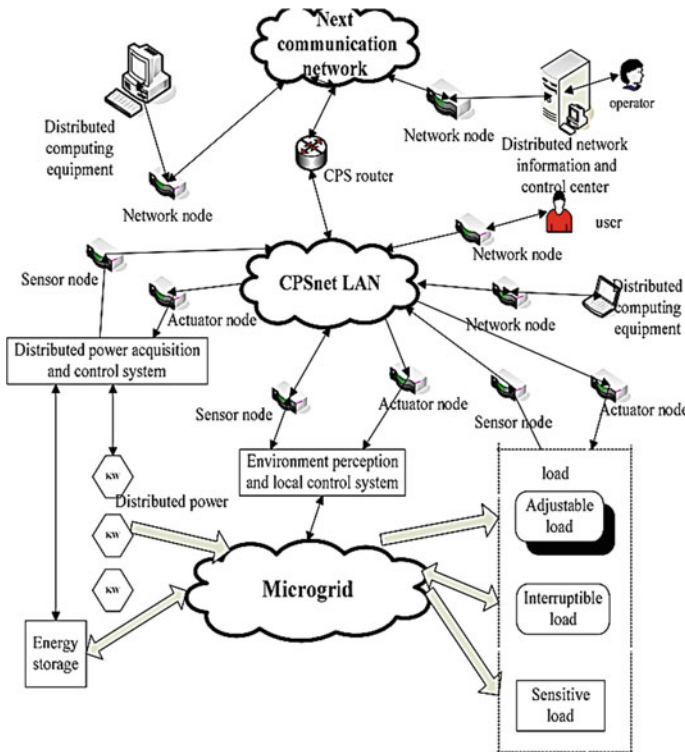 Next
communication
network
operator
Distributed
computing
equipment
Network node
Distributed network
information and
control center
CPS router
Network node
user
Network
node
Sensor
node
CPSnet LAN
Actuator node
Distributed
computing
equipment
Network
node
Distributed power acquisition
and control system
Sensor
node
Actuator
node
Sensor
node
Actuator
node
Environment perception
and local control system
load
KW
Distributed power
Adjustable
load
KW
Microgrid
KW
Interruptible
load
Energy
storage
Sensitive
load